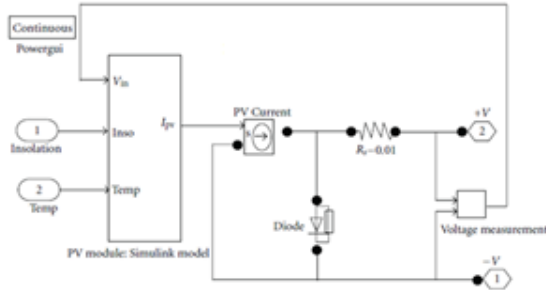 Continuous
Powergui
V_in
1
Inso
Insolation
I_pv
PV Current
s
+V
2
R_s=0.01
2
Temp
Temp
Diode
Voltage measurement
PV module: Simulink model
−V
1